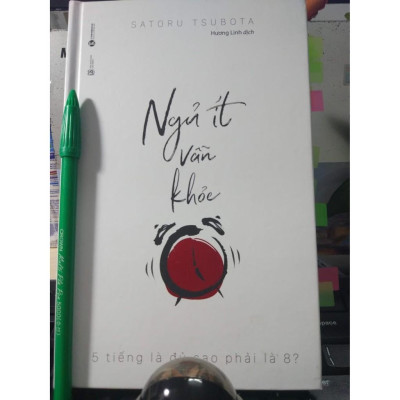 SATORU TSUBOTA
Hương Linh dịch
Ngủ ít
vẫn
khỏe
5 tiếng là đủ sao phải là 8?